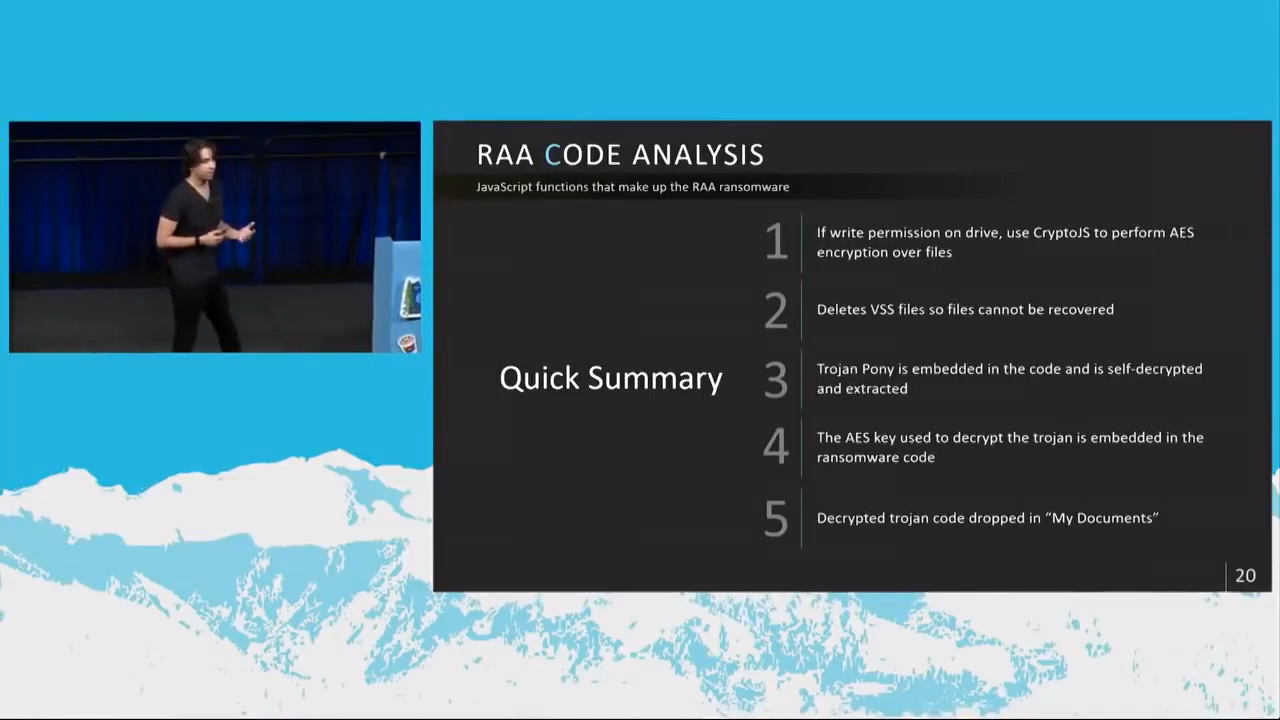 RAA CODE ANALYSIS
JavaScript functions that make up the RAA ransomware
Quick Summary
1
If write permission on drive, use CryptoJS to perform AES
encryption over files
2
Deletes VSS files so files cannot be recovered
3
Trojan Pony is embedded in the code and is self-decrypted
and extracted
4
The AES key used to decrypt the trojan is embedded in the
ransomware code
5
Decrypted trojan code dropped in “My Documents”
20